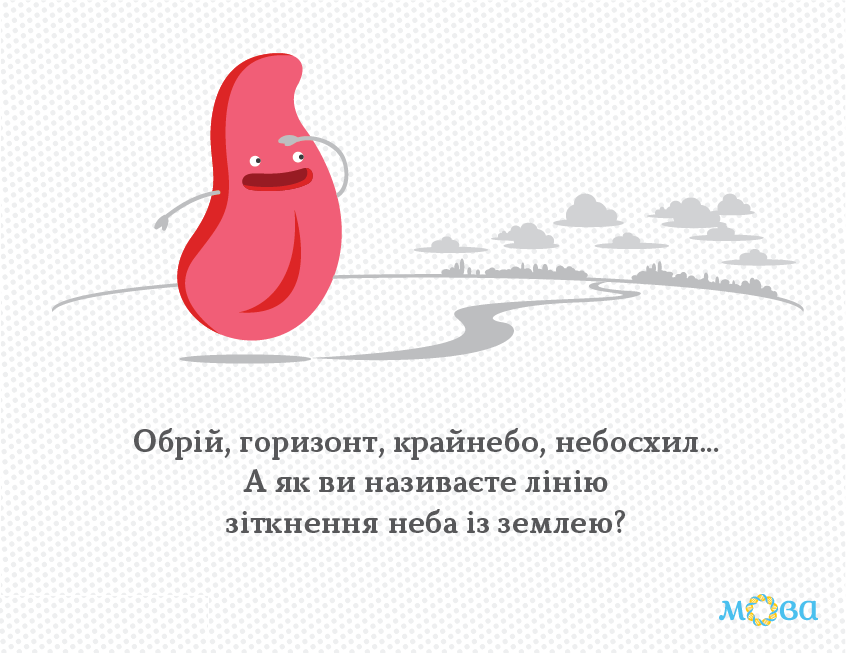 Обрій, горизонт, крайнебо, небосхил...
А як ви називаєте лінію
зіткнення неба із землею?
мова